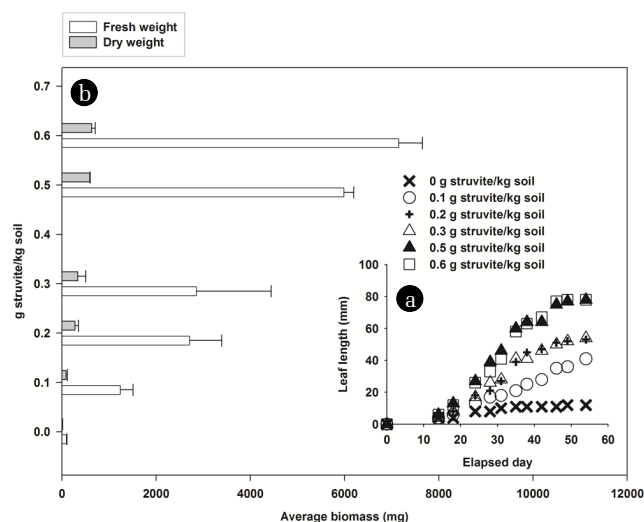 Fresh weight
Dry weight
b
0.7
0.6
0.5
0.4
0.3
0.2
0.1
0.0
g struvite/kg soil
0 2000 4000 6000 8000 10000 12000
Average biomass (mg)
0 g struvite/kg soil
0.1 g struvite/kg soil
0.2 g struvite/kg soil
0.3 g struvite/kg soil
0.5 g struvite/kg soil
0.6 g struvite/kg soil
a
100
80
60
40
20
0
Leaf length (mm)
0 10 20 30 40 50 60
Elapsed day